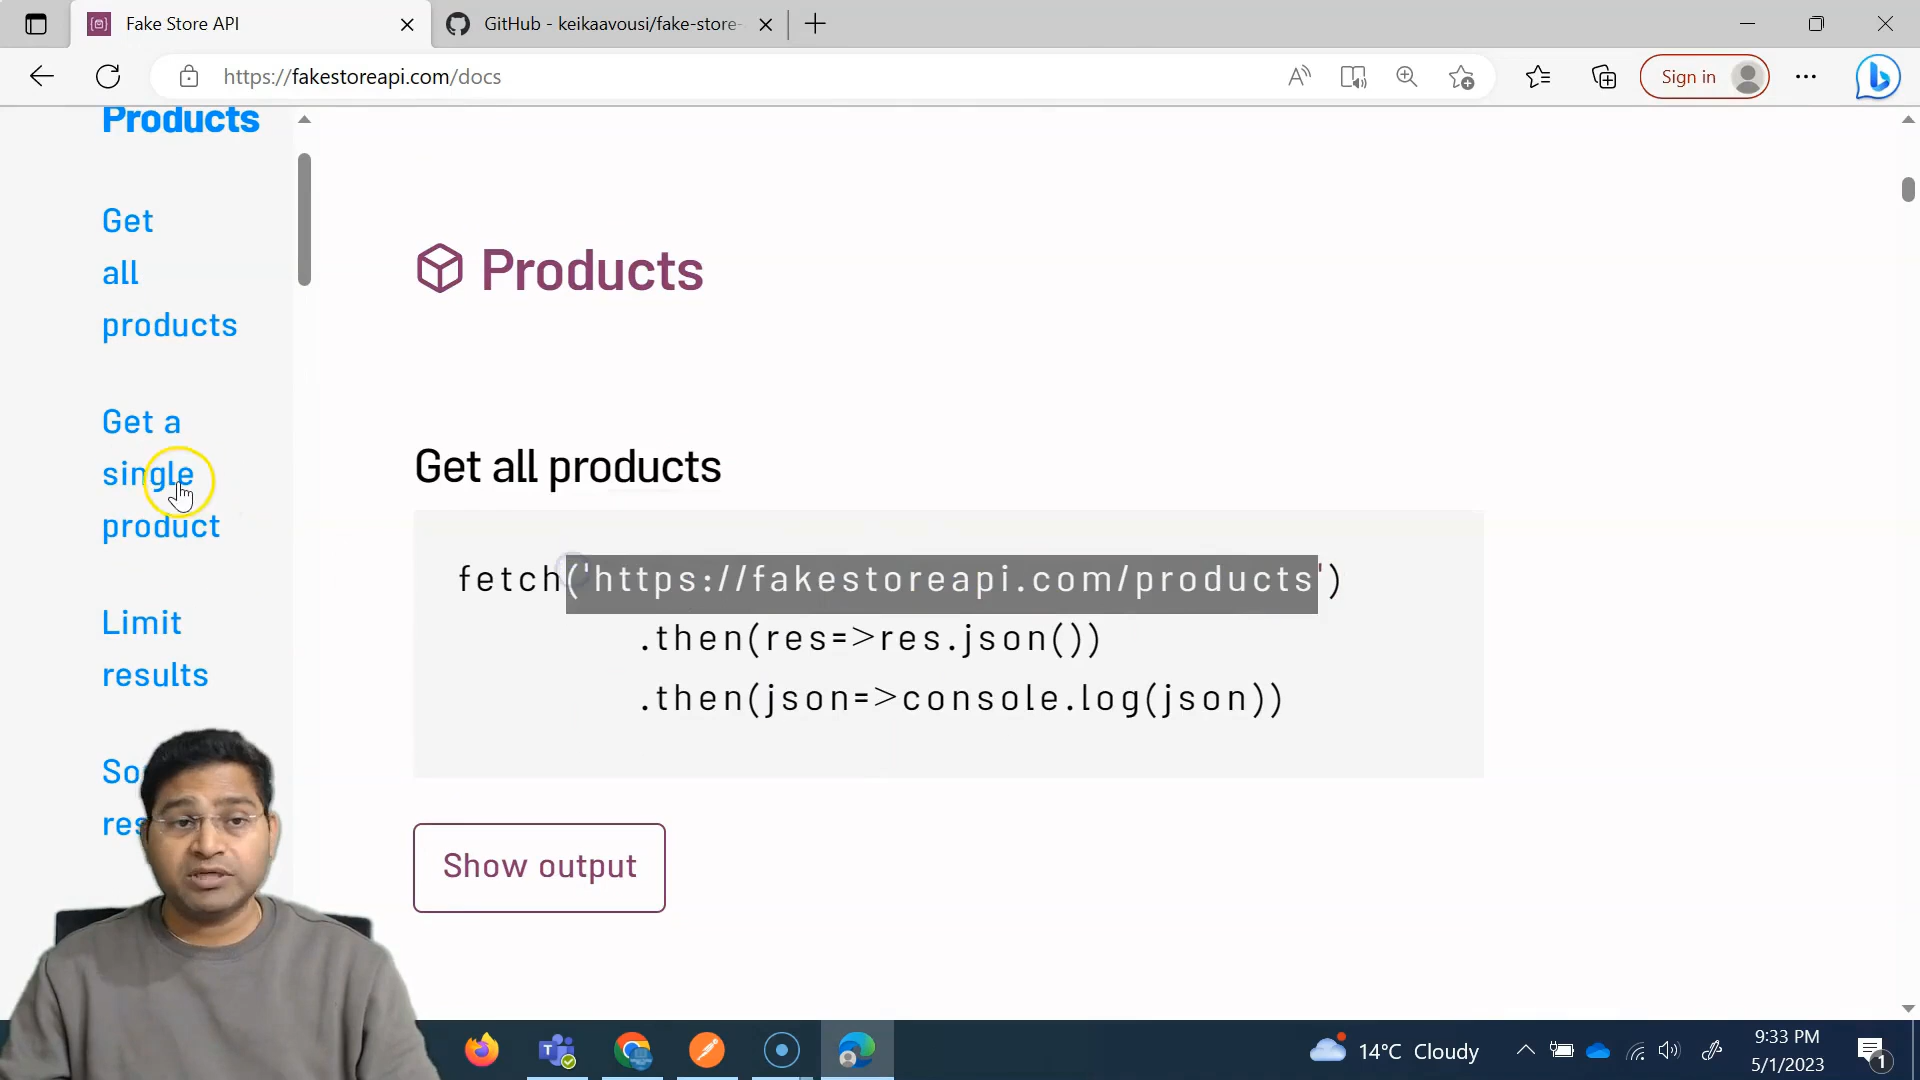 Fake Store API
GitHub - keikaavousi/fake-store-
https://fakestoreapi.com/docs
Sign in
Products
Get
all
products
Get a
single
product
Limit
results
So
res
Products
Get all products
fetch('https://fakestoreapi.com/products')
.then(res=>res.json())
.then(json=>console.log(json))
Show output
14°C Cloudy
9:33 PM
5/1/2023
1